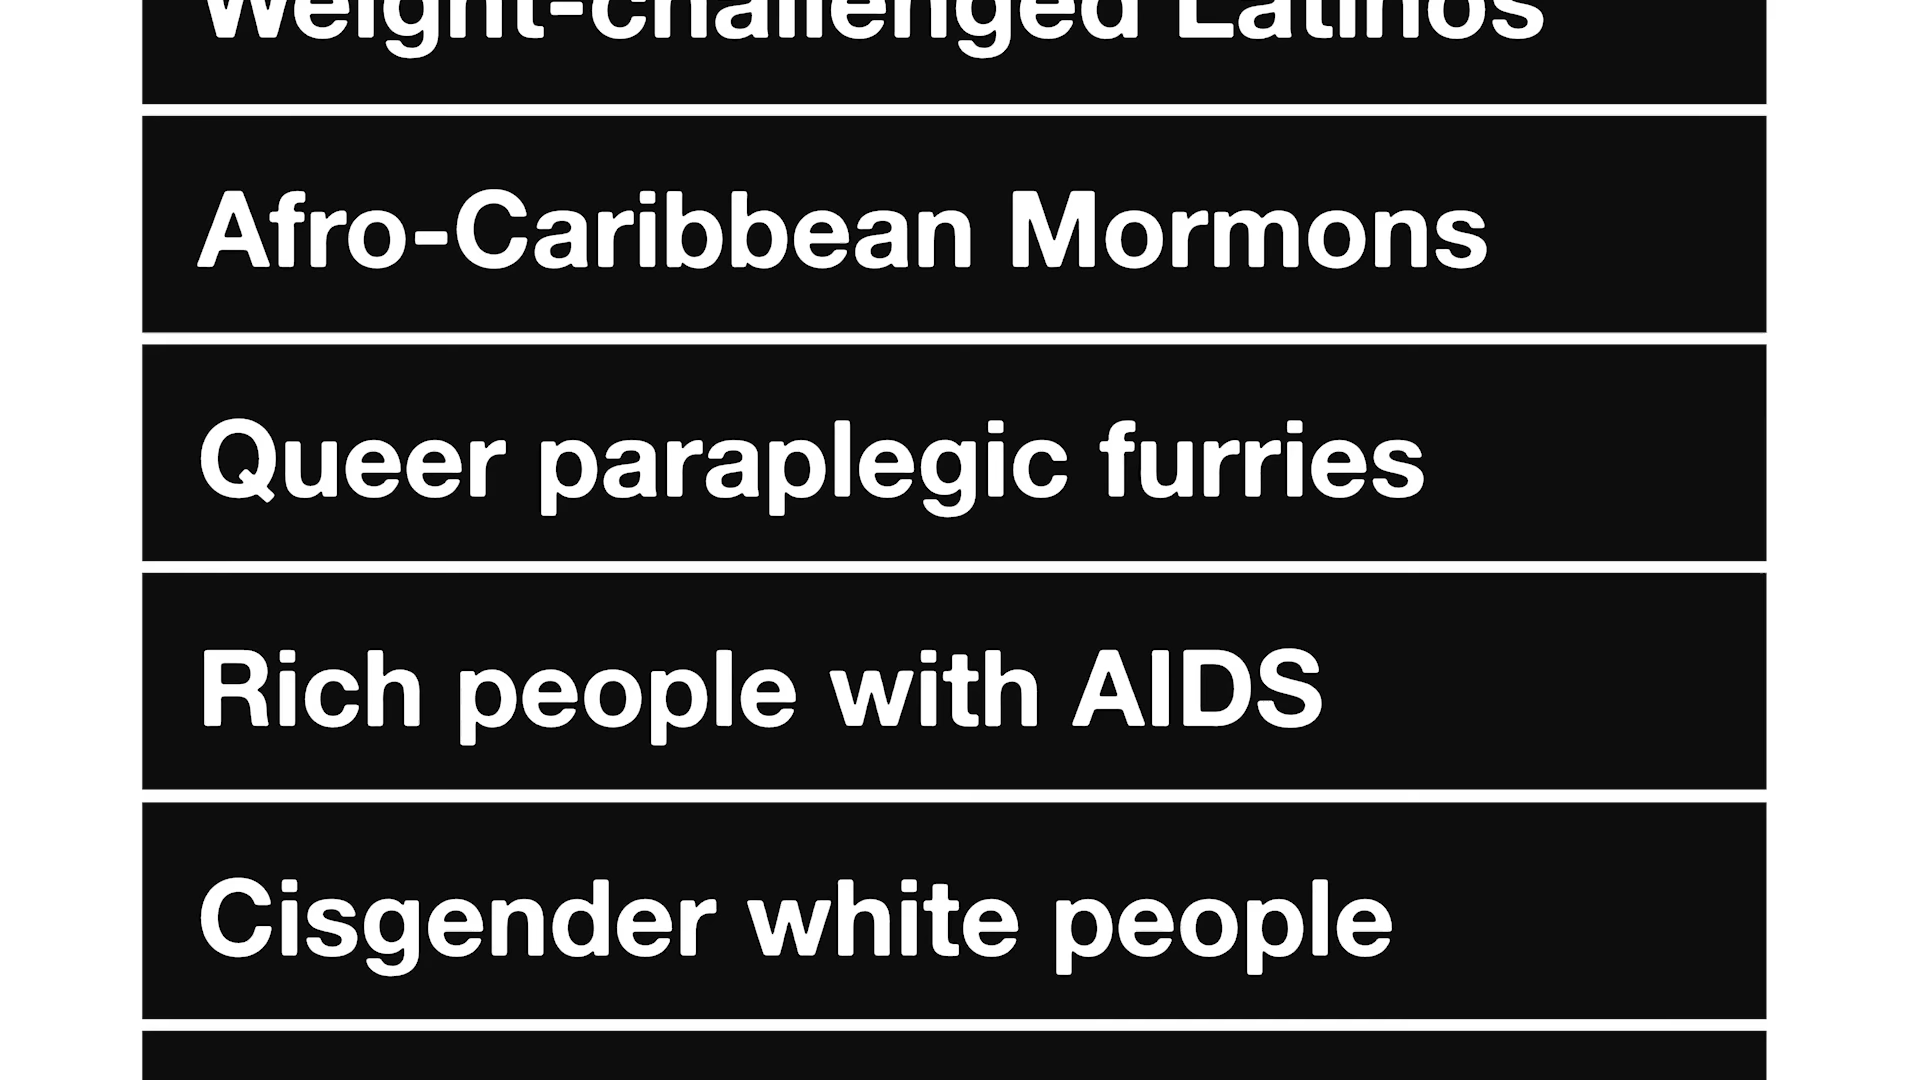 Weight-challenged Latinos
Afro-Caribbean Mormons
Queer paraplegic furries
Rich people with AIDS
Cisgender white people